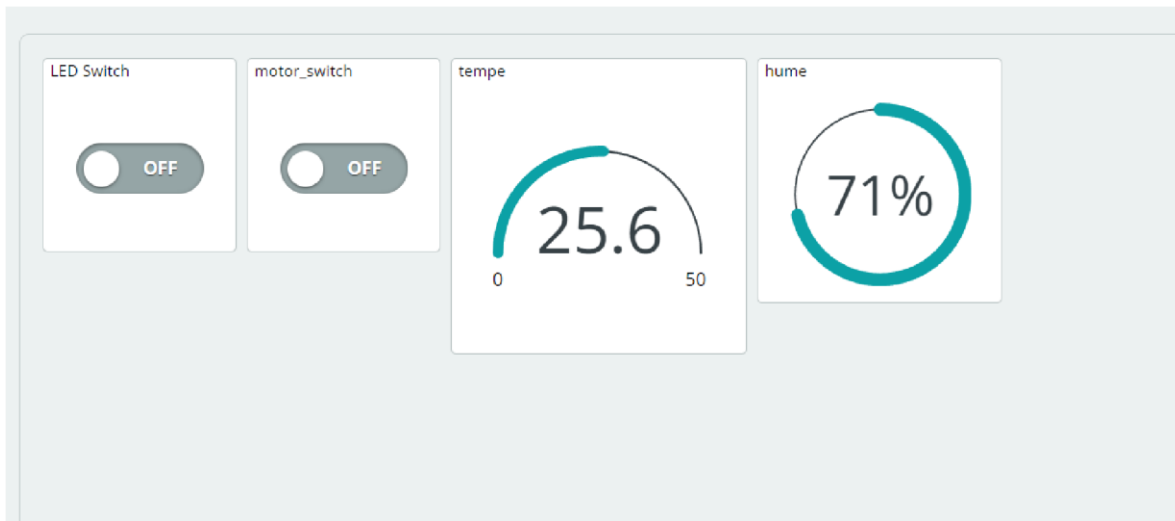 LED Switch
OFF
motor_switch
OFF
tempe
25.6
0
50
hume
71%